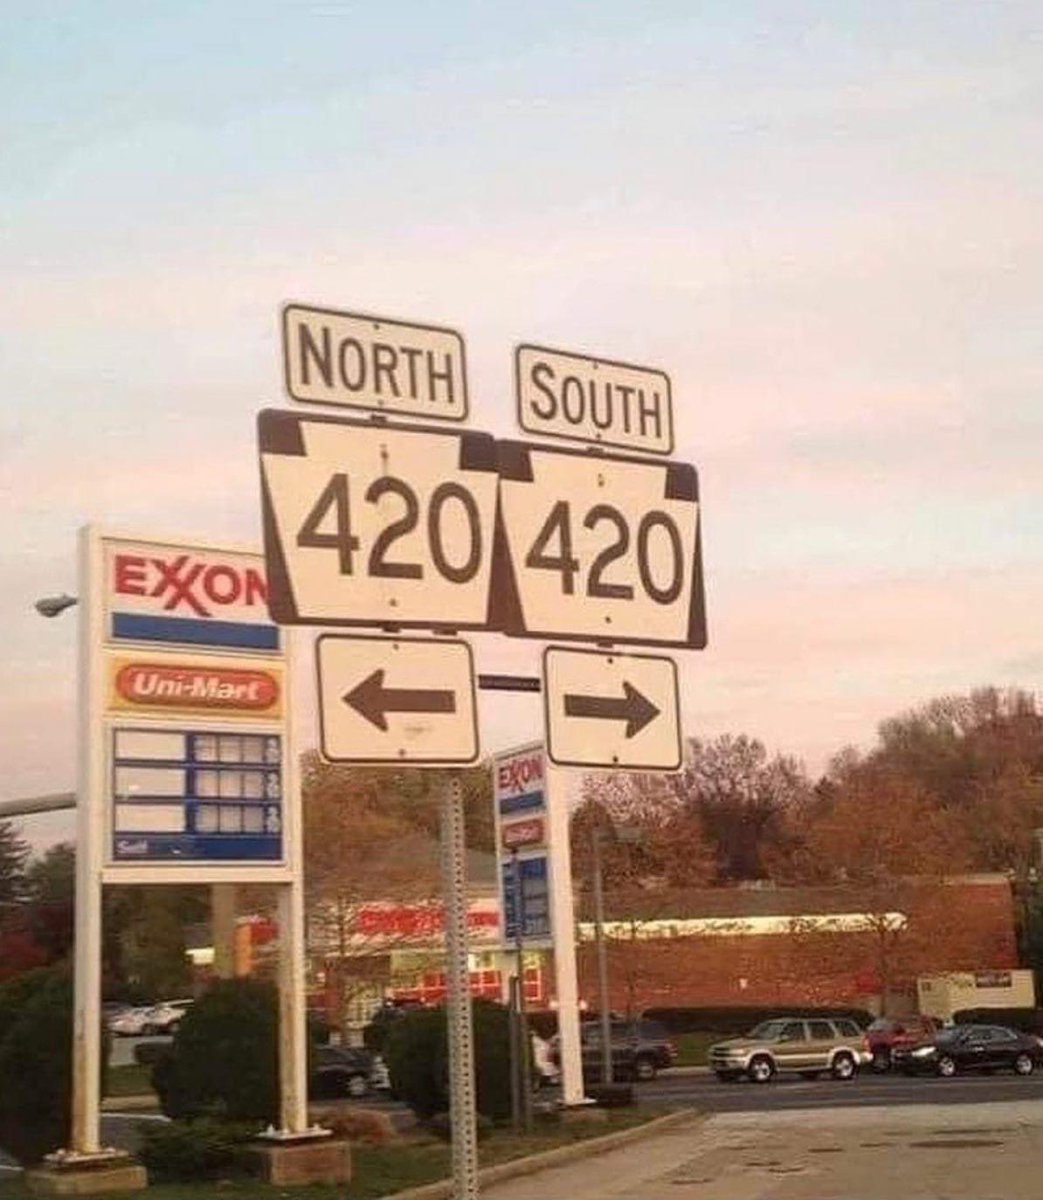 NORTH
SOUTH
420
420
EXXON
Uni-Mart
EXXON